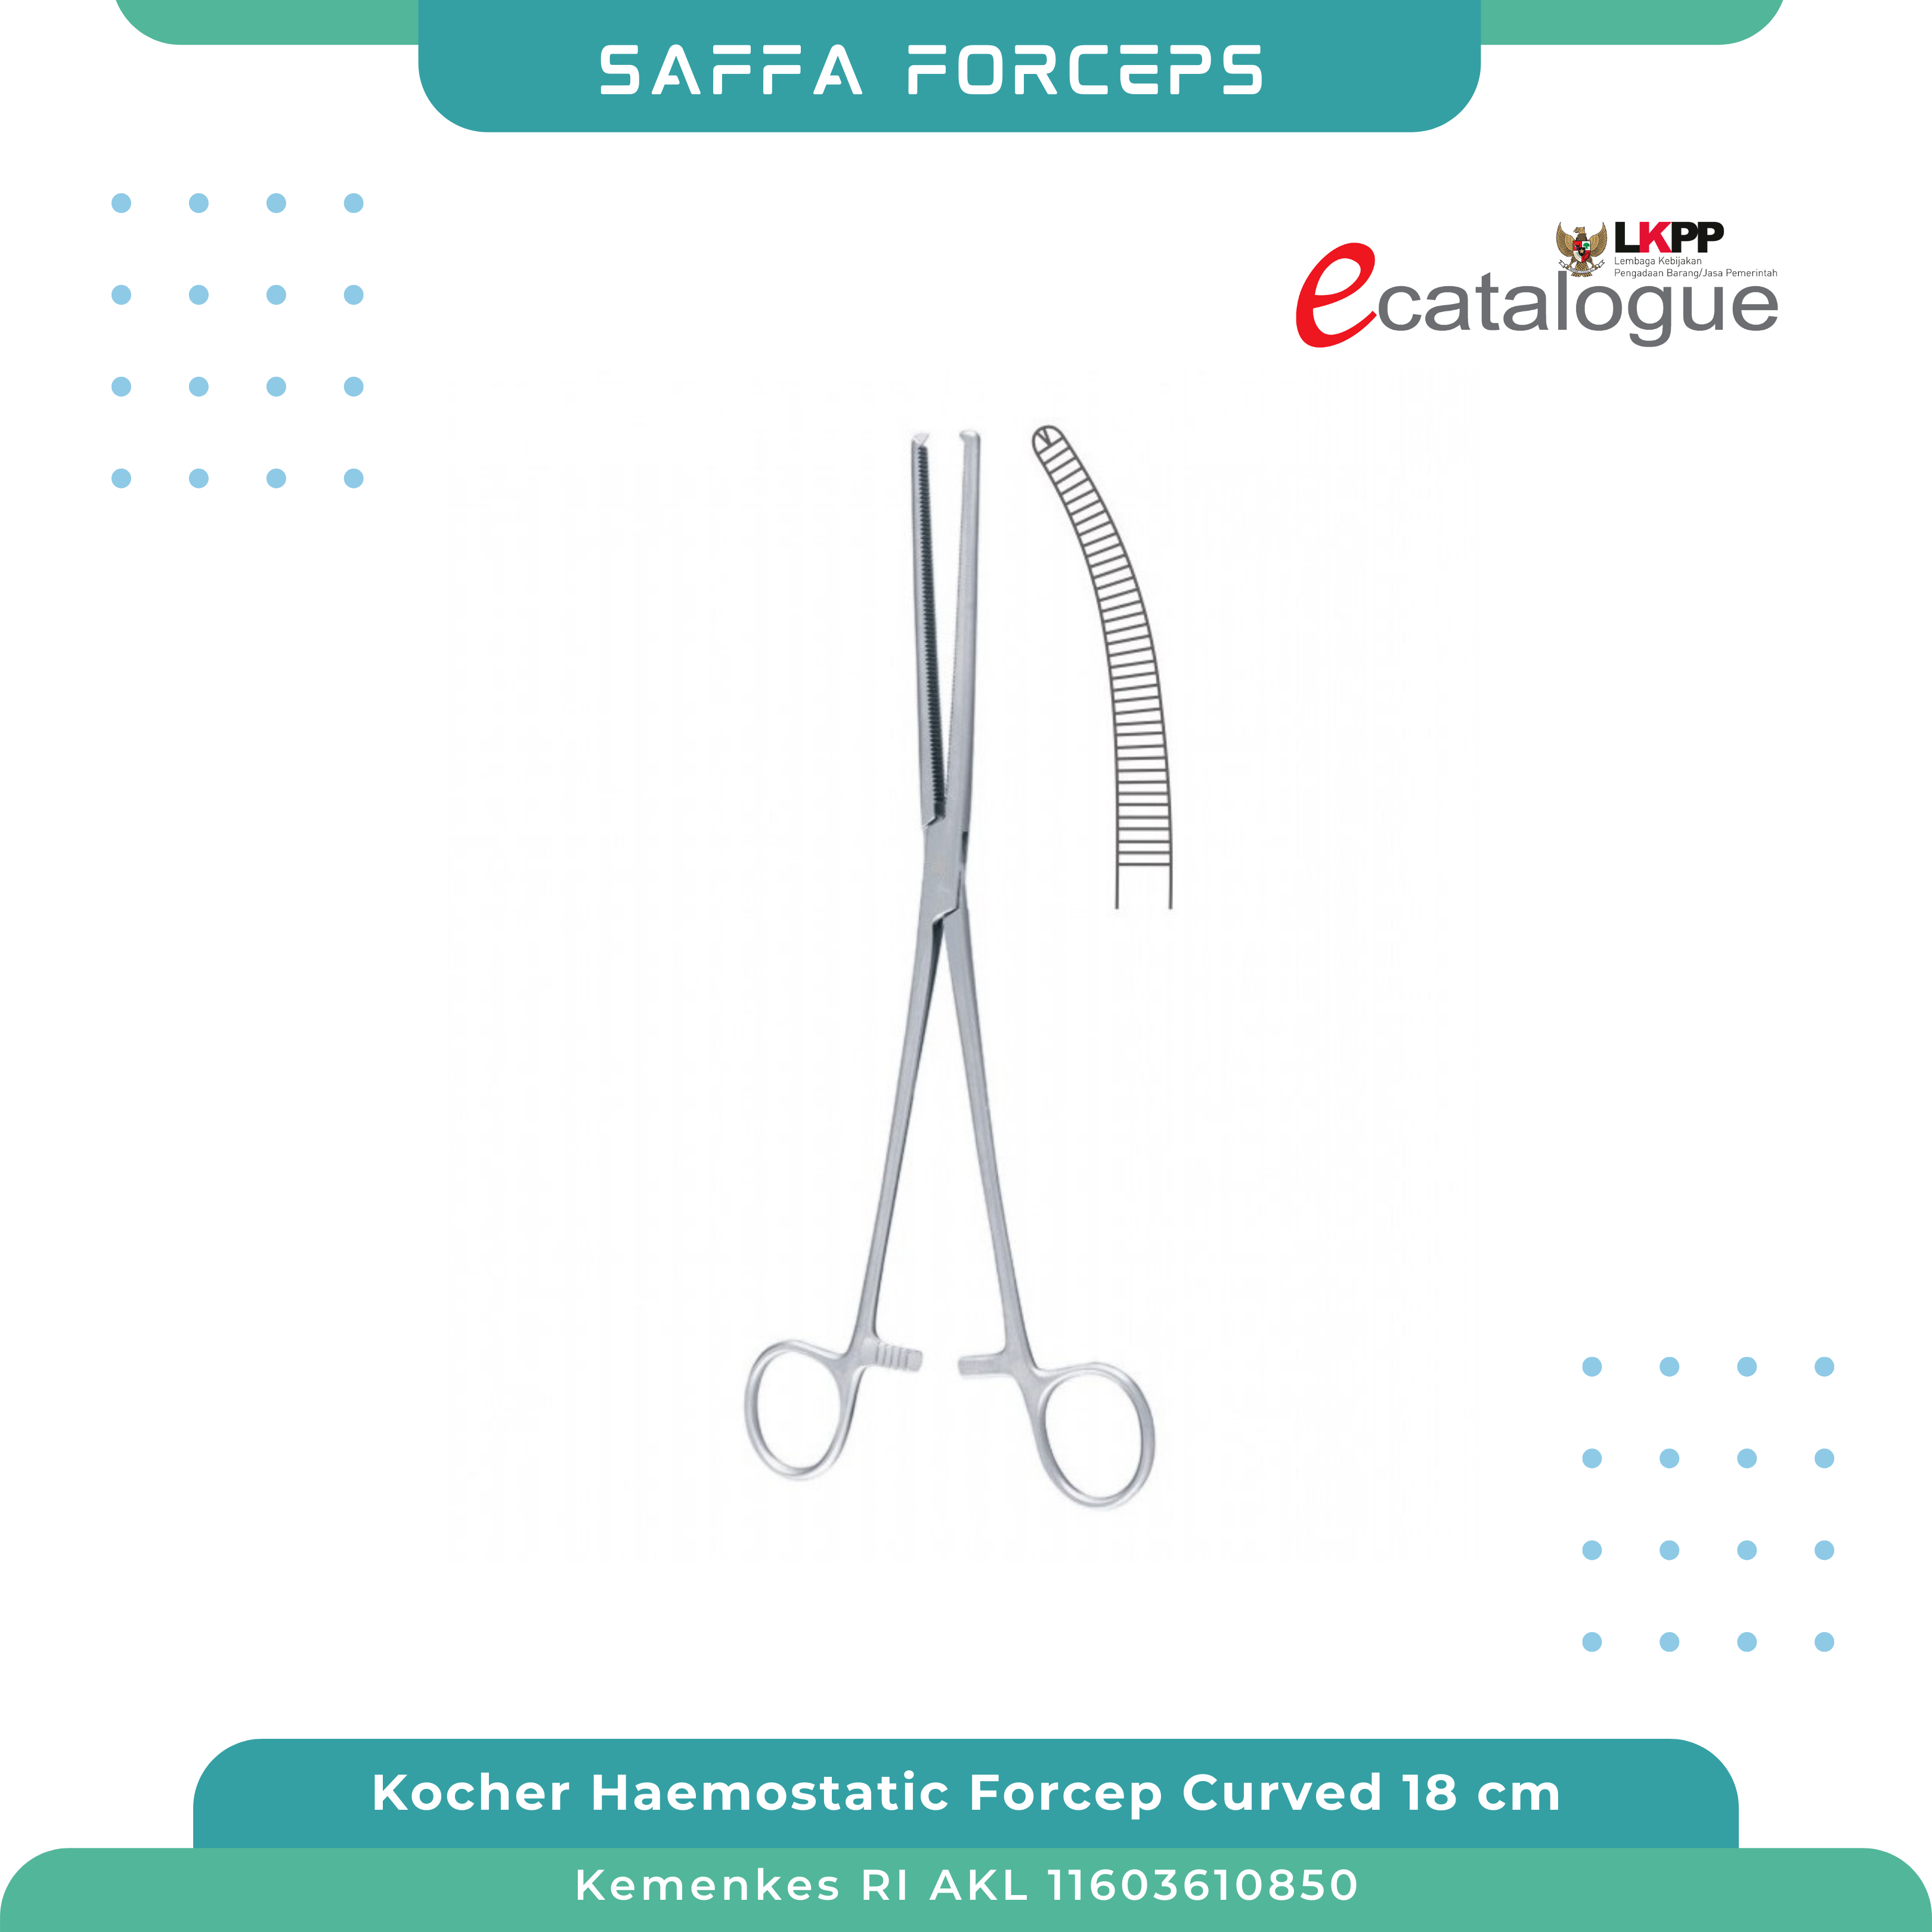 SAFFA FORCEPS
LKPP
Lembaga Kebijakan
Pengadaan Barang/Jasa Pemerintah
ecatalogue
Kocher Haemostatic Forcep Curved 18 cm
Kemenkes RI AKL 11603610850